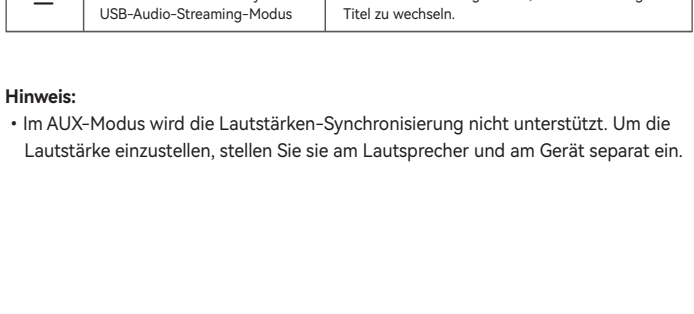 USB-Audio-Streaming-Modus
Titel zu wechseln.
Hinweis:
• Im AUX-Modus wird die Lautstärken-Synchronisierung nicht unterstützt. Um die
Lautstärke einzustellen, stellen Sie sie am Lautsprecher und am Gerät separat ein.